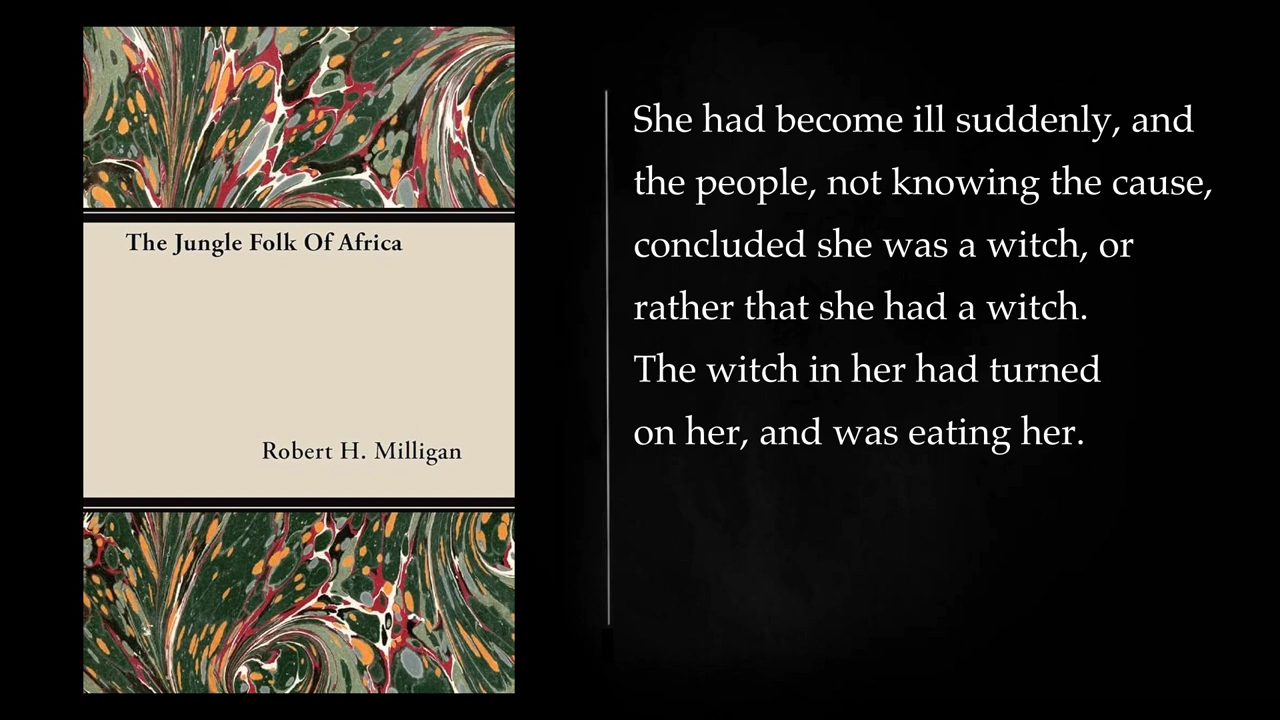 The Jungle Folk Of Africa
Robert H. Milligan
She had become ill suddenly, and
the people, not knowing the cause,
concluded she was a witch, or
rather that she had a witch.
The witch in her had turned
on her, and was eating her.